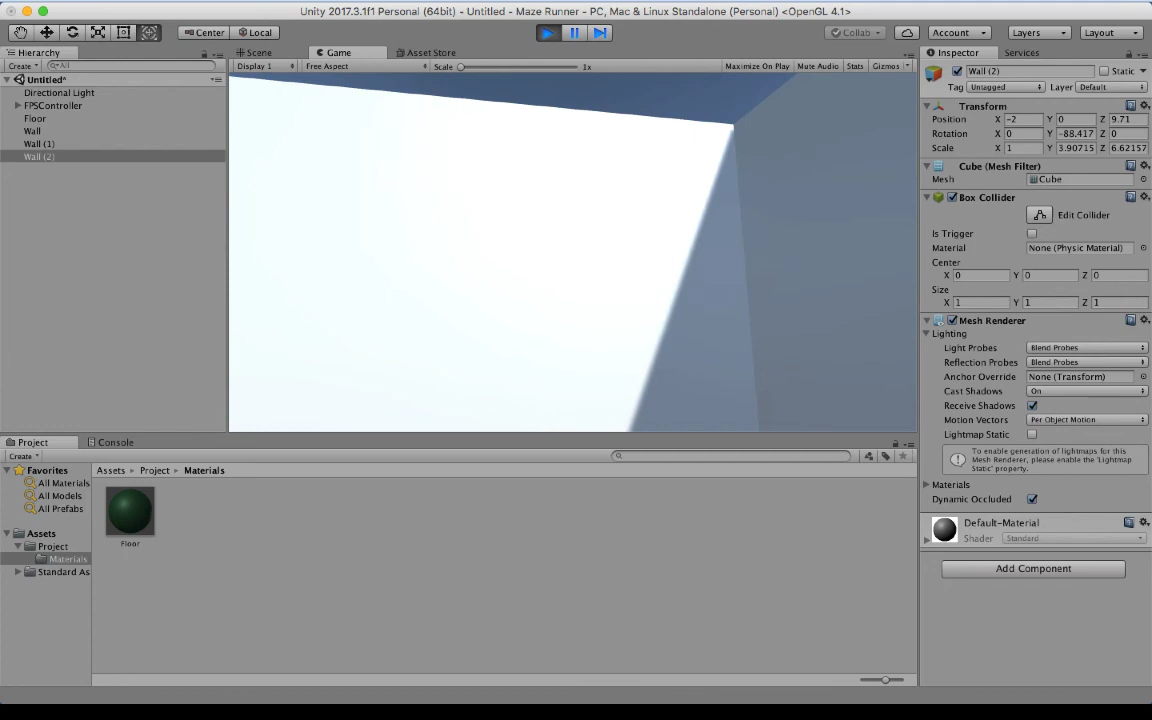 Unity 2017.3.1f1 Personal (64bit) - Untitled - Maze Runner - PC, Mac & Linux Standalone (Personal) <OpenGL 4.1>
Center Local Collab Account Layers Layout
Hierarchy Scene Game Asset Store Inspector Services
Create All Display 1 Free Aspect Scale 1x Maximize On Play Mute Audio Stats Gizmos
Wall (2) Static
Untitled*
Tag Untagged Layer Default
Directional Light
FPSController
Floor
Wall
Wall (1)
Wall (2)
Transform
Position X -2 Y 0 Z 9.71
Rotation X 0 Y -88.417 Z 0
Scale X 1 Y 3.90715 Z 6.62157
Cube (Mesh Filter)
Mesh Cube
Box Collider
Edit Collider
Is Trigger
Material None (Physic Material)
Center
X 0 Y 0 Z 0
Size
X 1 Y 1 Z 1
Mesh Renderer
Lighting
Light Probes Blend Probes
Reflection Probes Blend Probes
Anchor Override None (Transform)
Cast Shadows On
Receive Shadows
Motion Vectors Per Object Motion
Lightmap Static
To enable generation of lightmaps for this
Mesh Renderer, please enable the 'Lightmap
Static' property.
Materials
Dynamic Occluded
Default-Material
Shader Standard
Add Component
Project Console
Create
Favorites
All Materials
All Models
All Prefabs
Assets
Project
Materials
Standard As
Assets Project Materials
Floor